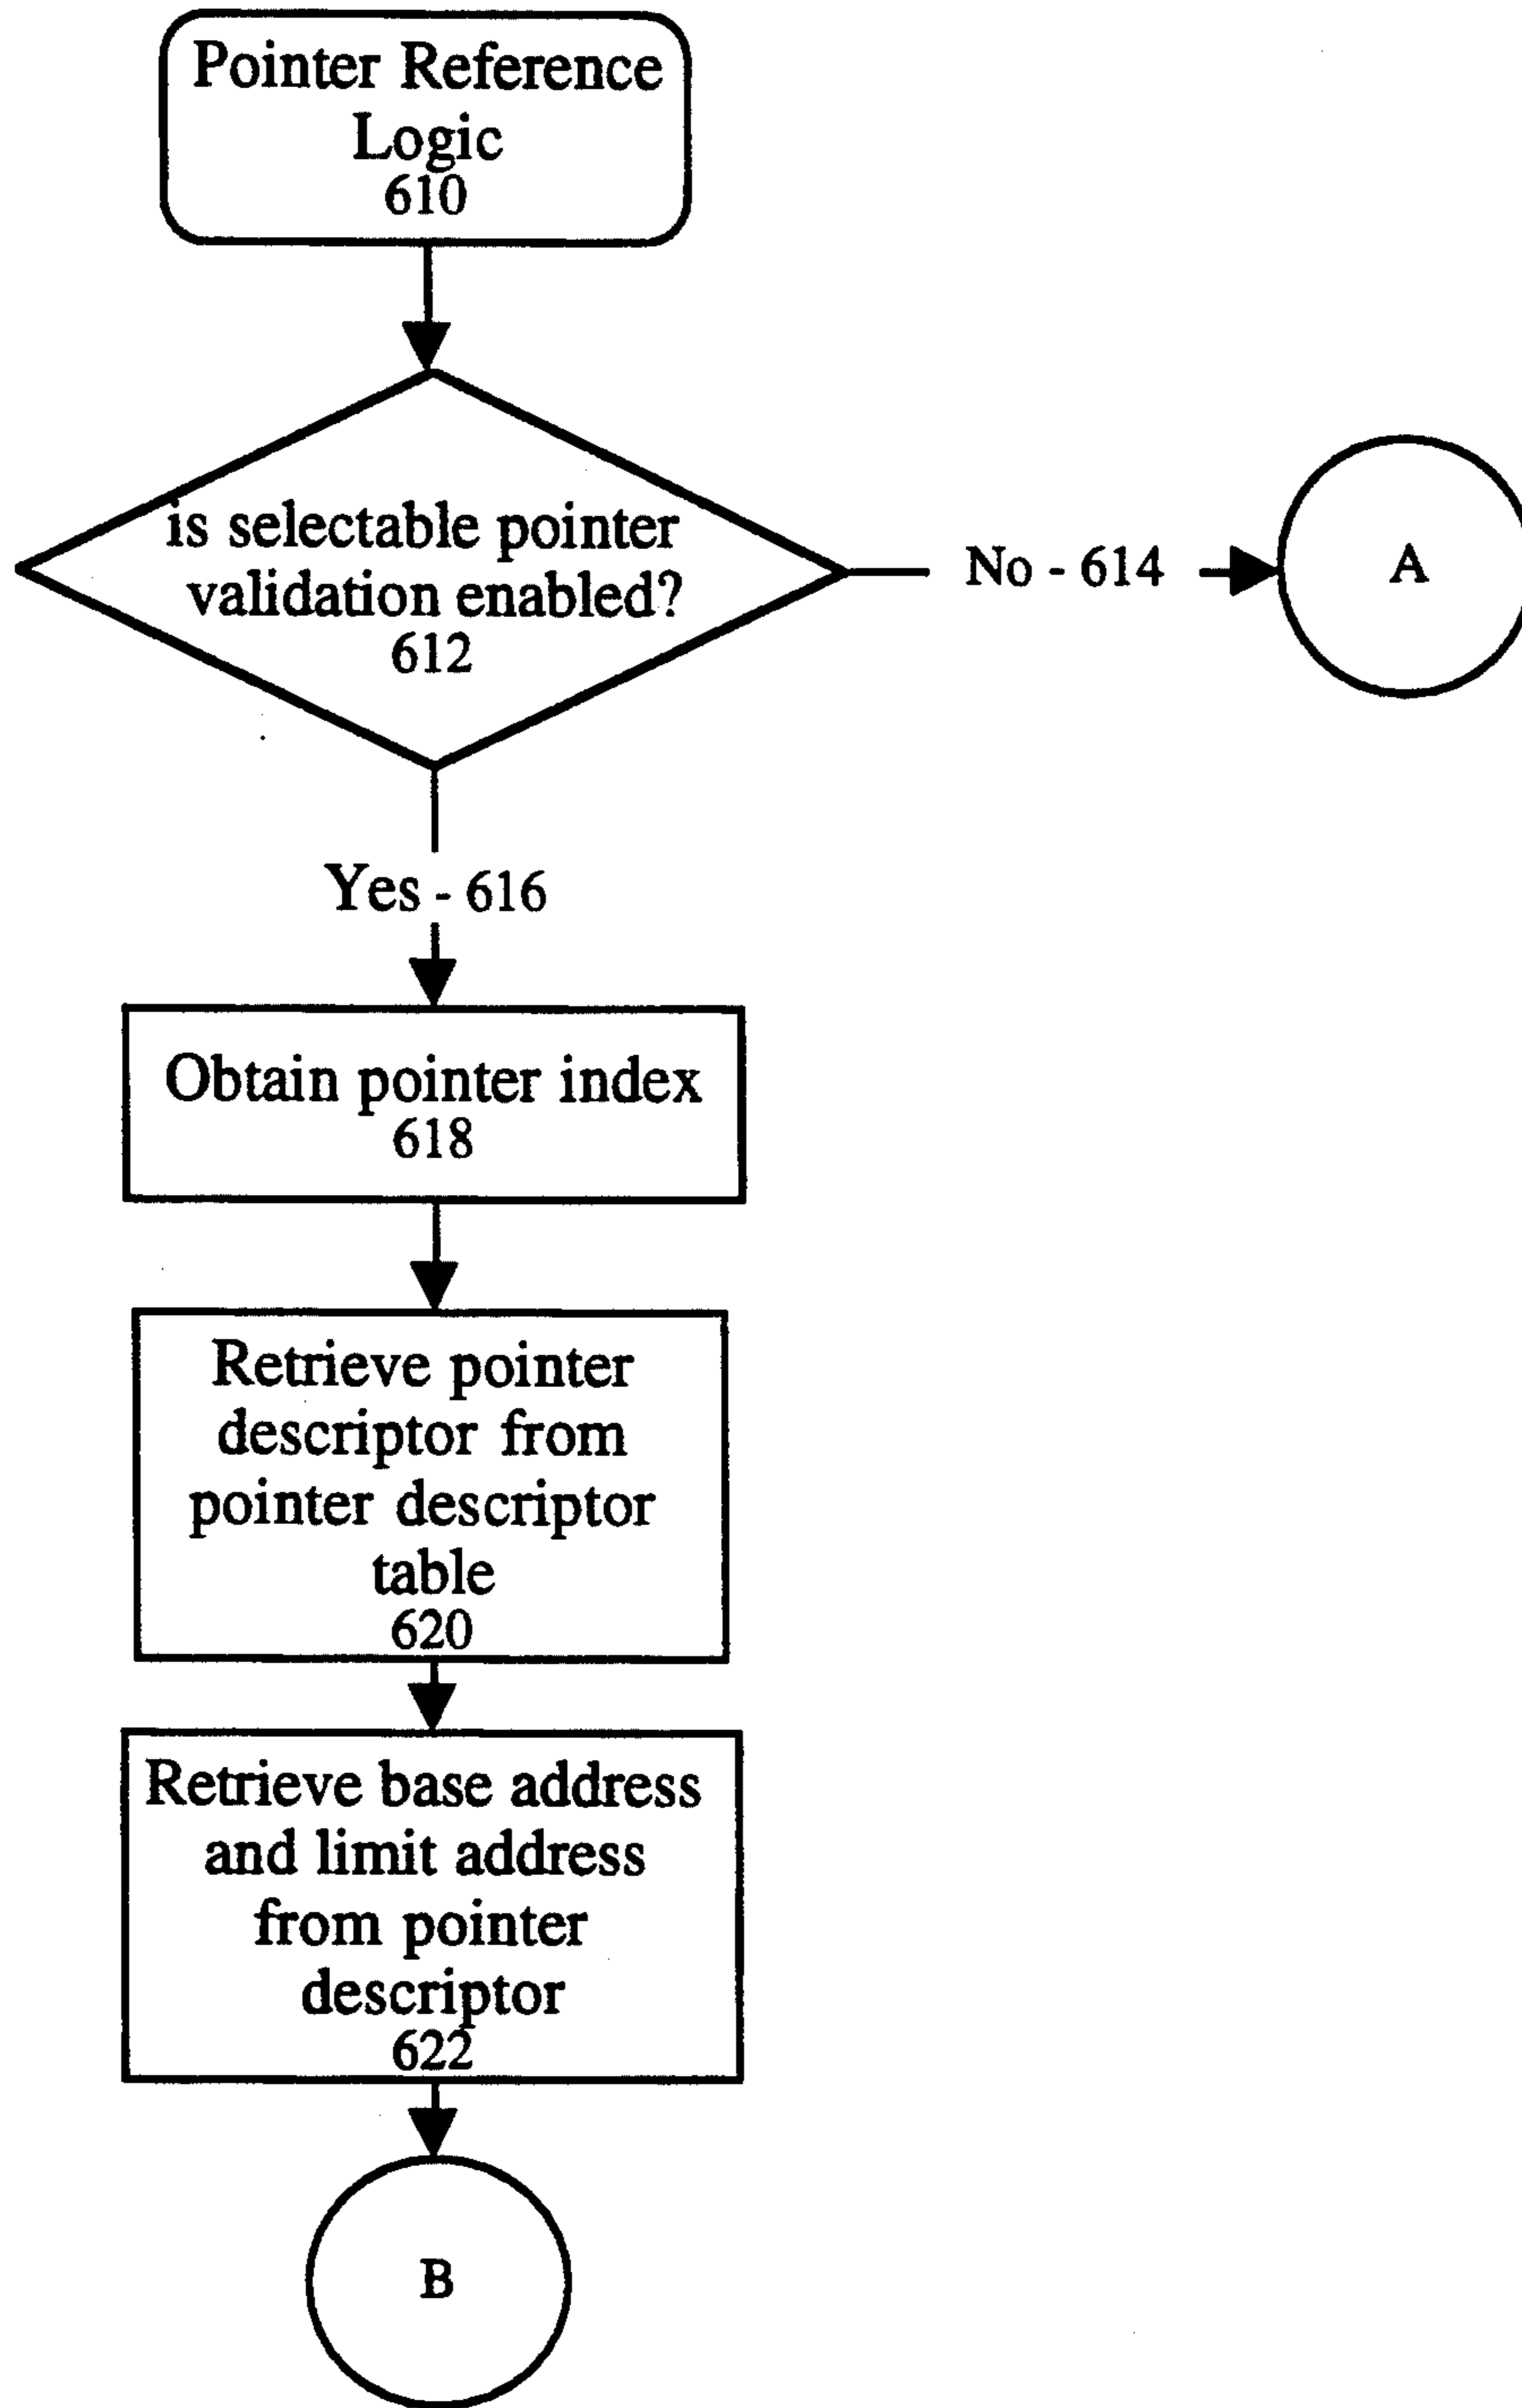 Pointer Reference
Logic
610
is selectable pointer
validation enabled?
612
No - 614
A
Yes - 616
Obtain pointer index
618
Retrieve pointer
descriptor from
pointer descriptor
table
620
Retrieve base address
and limit address
from pointer
descriptor
622
B